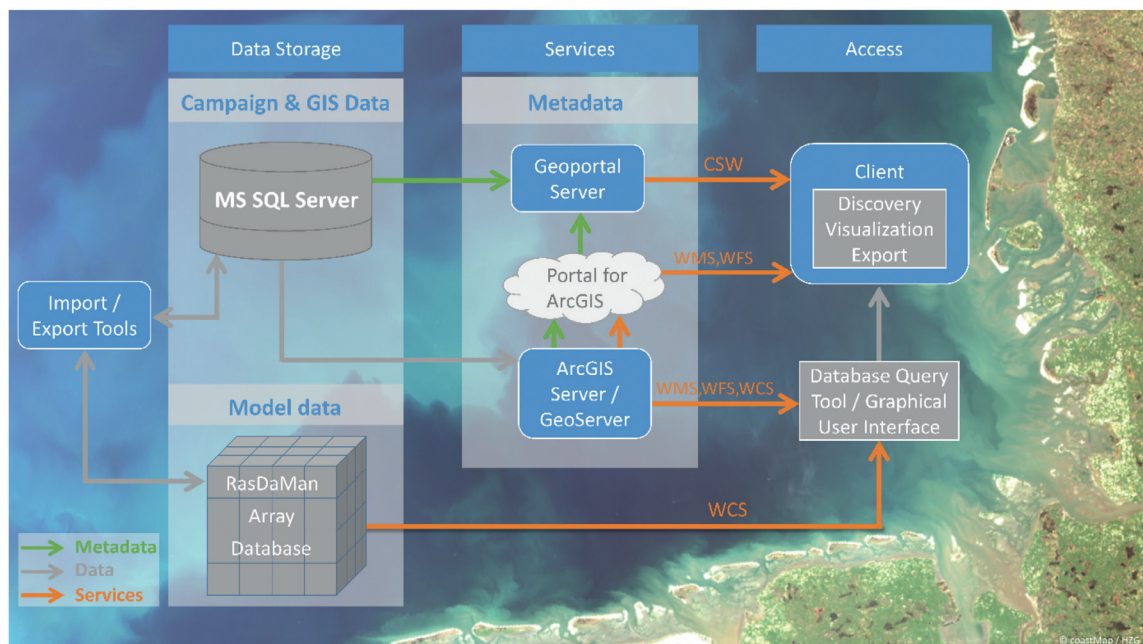 Data Storage
Services
Access
Campaign & GIS Data
Metadata
MS SQL Server
Geoportal
Server
CSW
Client
Discovery
Visualization
Export
Portal for
ArcGIS
WMS,WFS
Import /
Export Tools
ArcGIS
Server /
GeoServer
WMS,WFS,WCS
Database Query
Tool / Graphical
User Interface
Model data
RasDaMan
Array
Database
WCS
Metadata
Data
Services
© coastMap / HZG